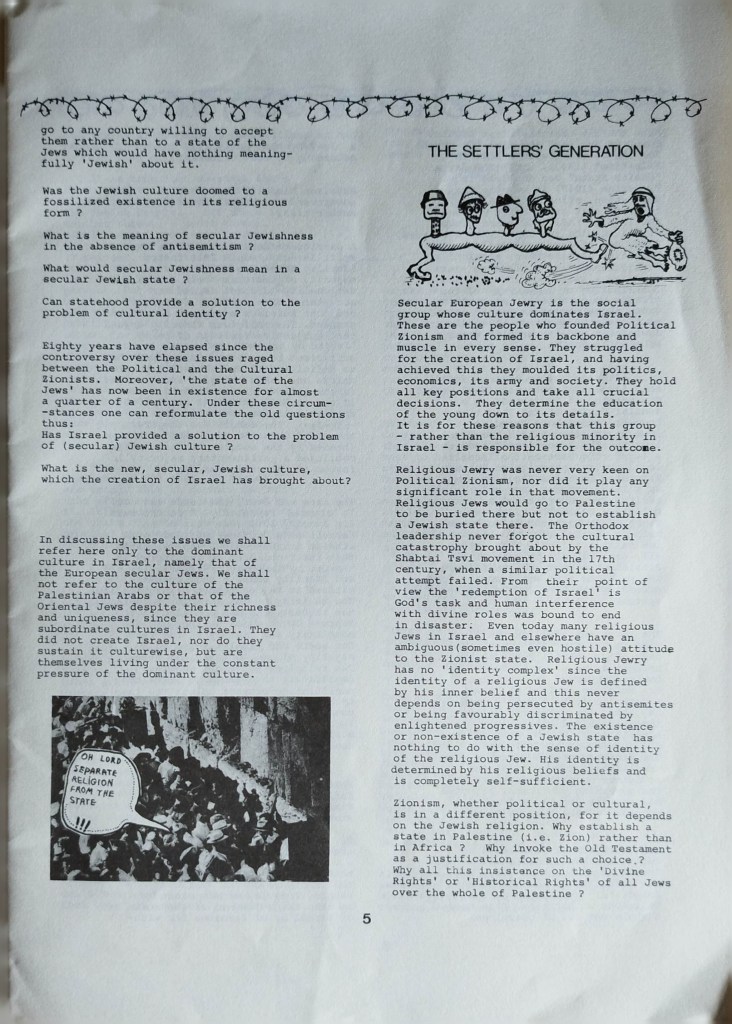 go to any country willing to accept
them rather than to a state of the
Jews which would have nothing meaning-
fully 'Jewish' about it.
Was the Jewish culture doomed to a
fossilized existence in its religious
form ?
What is the meaning of secular Jewishness
in the absence of antisemitism ?
What would secular Jewishness mean in a
secular Jewish state ?
Can statehood provide a solution to the
problem of cultural identity ?
Eighty years have elapsed since the
controversy over these issues raged
between the Political and the Cultural
Zionists. Moreover, 'the state of the
Jews' has now been in existence for almost
a quarter of a century. Under these circum-
-stances one can reformulate the old questions
thus:
Has Israel provided a solution to the problem
of (secular) Jewish culture ?
What is the new, secular, Jewish culture,
which the creation of Israel has brought about?
In discussing these issues we shall
refer here only to the dominant
culture in Israel, namely that of
the European secular Jews. We shall
not refer to the culture of the
Palestinian Arabs or that of the
Oriental Jews despite their richness
and uniqueness, since they are
subordinate cultures in Israel. They
did not create Israel, nor do they
sustain it culturewise, but are
themselves living under the constant
pressure of the dominant culture.
OH LORD
SEPARATE
RELIGION
FROM THE
STATE
!!!
THE SETTLERS' GENERATION
Secular European Jewry is the social
group whose culture dominates Israel.
These are the people who founded Political
Zionism and formed its backbone and
muscle in every sense. They struggled
for the creation of Israel, and having
achieved this they moulded its politics,
economics, its army and society. They hold
all key positions and take all crucial
decisions. They determine the education
of the young down to its details.
It is for these reasons that this group
- rather than the religious minority in
Israel - is responsible for the outcome.
Religious Jewry was never very keen on
Political Zionism, nor did it play any
significant role in that movement.
Religious Jews would go to Palestine
to be buried there but not to establish
a Jewish state there. The Orthodox
leadership never forgot the cultural
catastrophy brought about by the
Shabtai Tsvi movement in the 17th
century, when a similar political
attempt failed. From their point of
view the 'redemption of Israel' is
God's task and human interference
with divine roles was bound to end
in disaster. Even today many religious
Jews in Israel and elsewhere have an
ambiguous(sometimes even hostile) attitude
to the Zionist state. Religious Jewry
has no 'identity complex' since the
identity of a religious Jew is defined
by his inner belief and this never
depends on being persecuted by antisemites
or being favourably discriminated by
enlightened progressives. The existence
or non-existence of a Jewish state has
nothing to do with the sense of identity
of the religious Jew. His identity is
determined by his religious beliefs and
is completely self-sufficient.
Zionism, whether political or cultural,
is in a different position, for it depends
on the Jewish religion. Why establish a
state in Palestine (i.e. Zion) rather than
in Africa ? Why invoke the Old Testament
as a justification for such a choice ?
Why all this insistance on the 'Divine
Rights' or 'Historical Rights' of all Jews
over the whole of Palestine ?
5